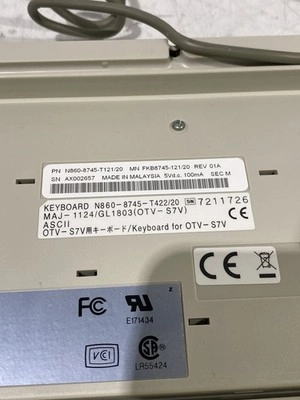 PN N860-8745-T121/20 MN FKB8745-121/20 REV 01A
SN AX002657 MADE IN MALAYSIA 5Vd.c. 100mA SEC M
KEYBOARD N860-8745-T422/20 SN 7211726
MAJ-1124/GL1803(OTV-S7V)
ASCII
OTV-S7V用キーボード/Keyboard for OTV-S7V
CE
Z
FC UR
E171434
VCI
LR55424